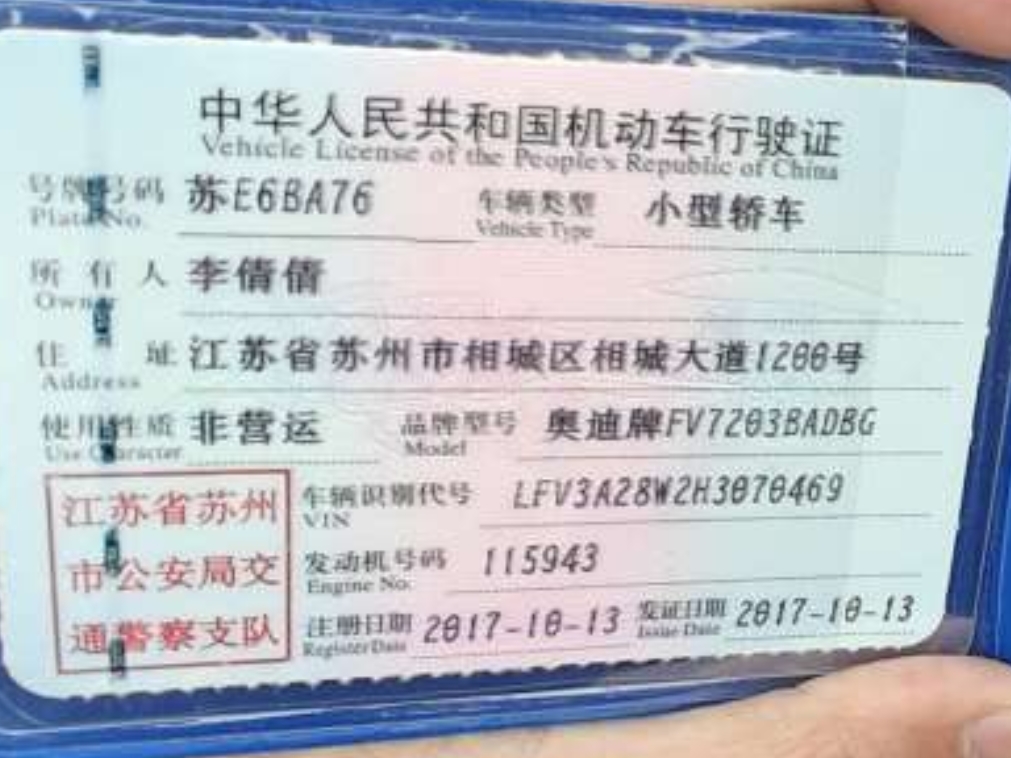 中华人民共和国机动车行驶证
Vehicle License of the People's Republic of China
号牌号码 苏E6BA76 车辆类型 小型轿车
Plate No. Vehicle Type
所有人 李倩倩
Owner
住址 江苏省苏州市相城区相城大道1200号
Address
使用性质 非营运 品牌型号 奥迪牌FV7203BADBG
Use Character Model
江苏省苏州
市公安局交
通警察支队
车辆识别代号 LFV3A28W2H3070469
VIN
发动机号码 115943
Engine No.
注册日期 2017-10-13 发证日期 2017-10-13
Register Date Issue Date